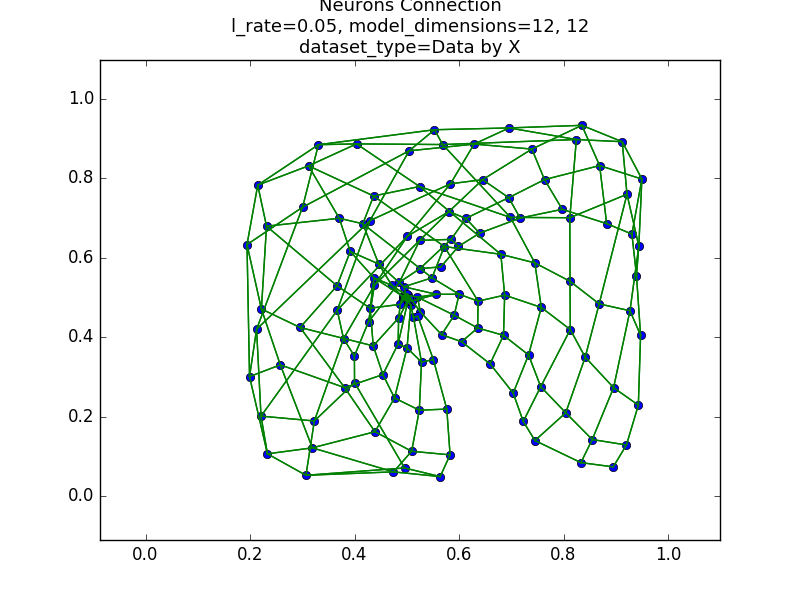 Neurons Connection
l_rate=0.05, model_dimensions=12, 12
dataset_type=Data by X
1.0
0.8
0.6
0.4
0.2
0.0
0.0 0.2 0.4 0.6 0.8 1.0